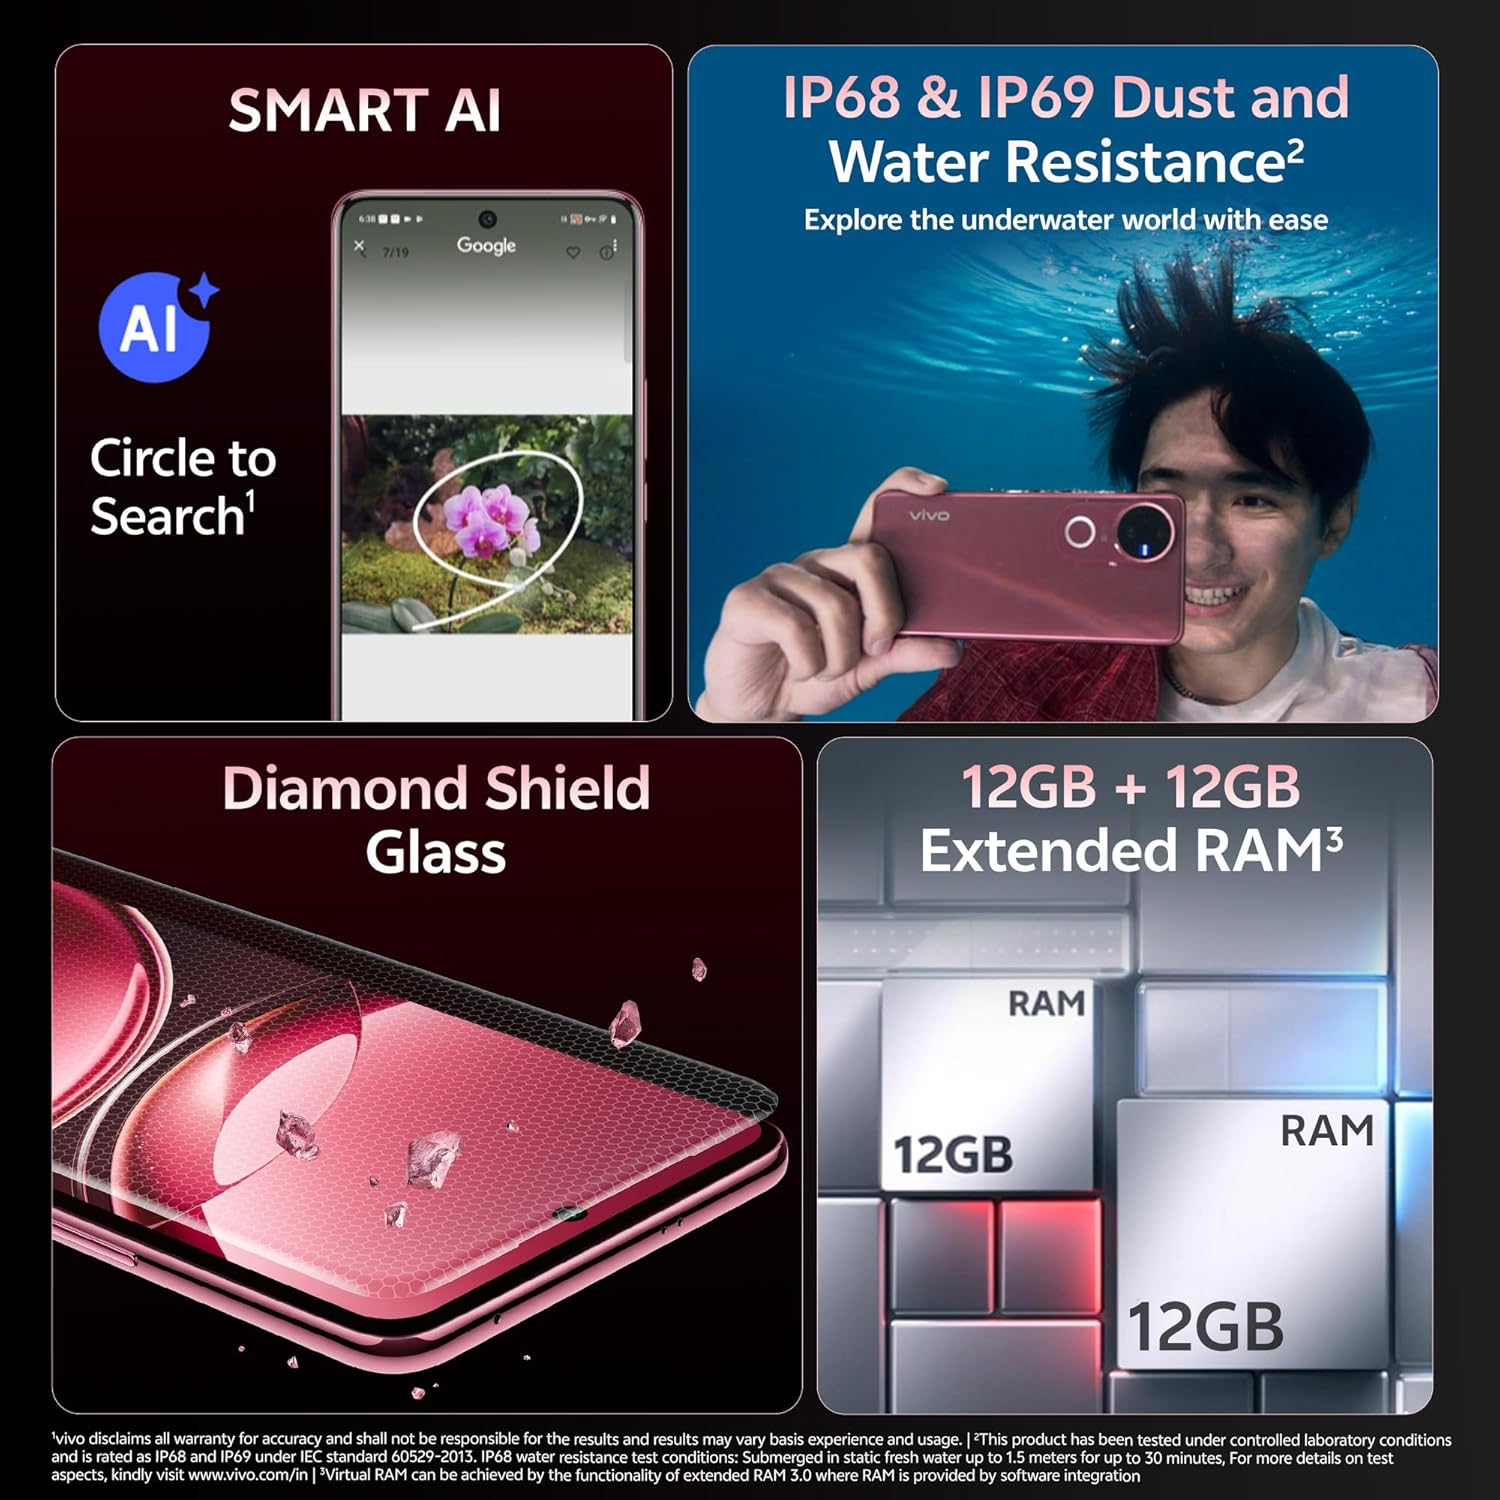 SMART AI
6:38
Google
7/19
AI
Circle to
Search¹
IP68 & IP69 Dust and
Water Resistance²
Explore the underwater world with ease
vivo
Diamond Shield
Glass
12GB + 12GB
Extended RAM³
RAM
12GB
RAM
12GB
¹vivo disclaims all warranty for accuracy and shall not be responsible for the results and results may vary basis experience and usage. | ²This product has been tested under controlled laboratory conditions
and is rated as IP68 and IP69 under IEC standard 60529-2013. IP68 water resistance test conditions: Submerged in static fresh water up to 1.5 meters for up to 30 minutes, For more details on test
aspects, kindly visit www.vivo.com/in | ³Virtual RAM can be achieved by the functionality of extended RAM 3.0 where RAM is provided by software integration